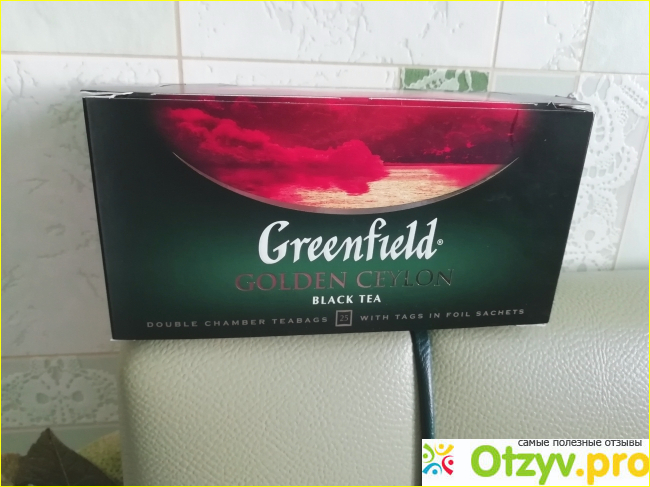 Greenfield®
GOLDEN CEYLON
BLACK TEA
DOUBLE CHAMBER TEABAGS 25 WITH TAGS IN FOIL SACHETS
самые полезные отзывы
Otzyv.pro